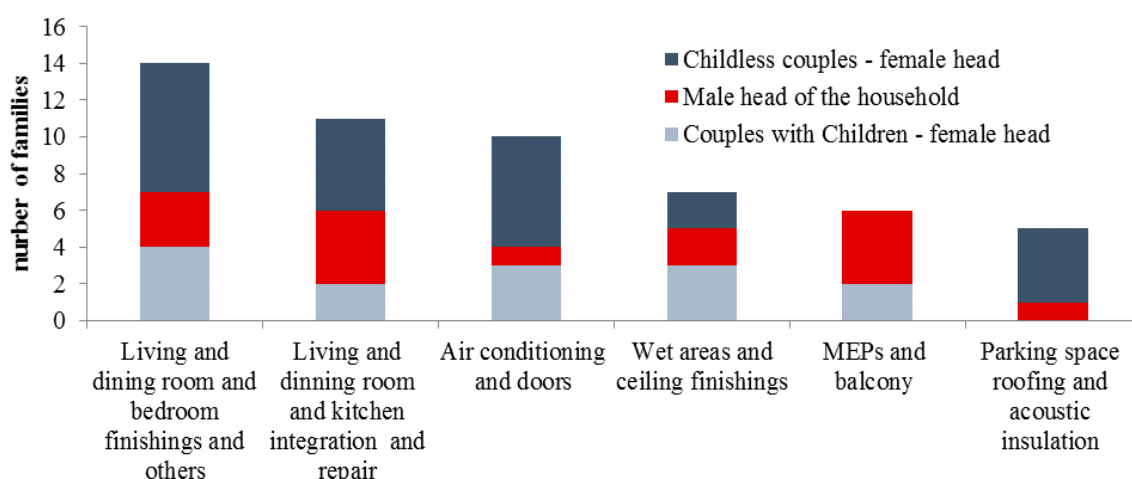 16
14
12
10
8
6
4
2
0
nurber of families
Childless couples - female head
Male head of the household
Couples with Children - female head
Living and
dining room and
bedroom
finishings and
others
Living and
dinning room
and kitchen
integration and
repair
Air conditioning
and doors
Wet areas and
ceiling finishings
MEPs and
balcony
Parking space
roofing and
acoustic
insulation